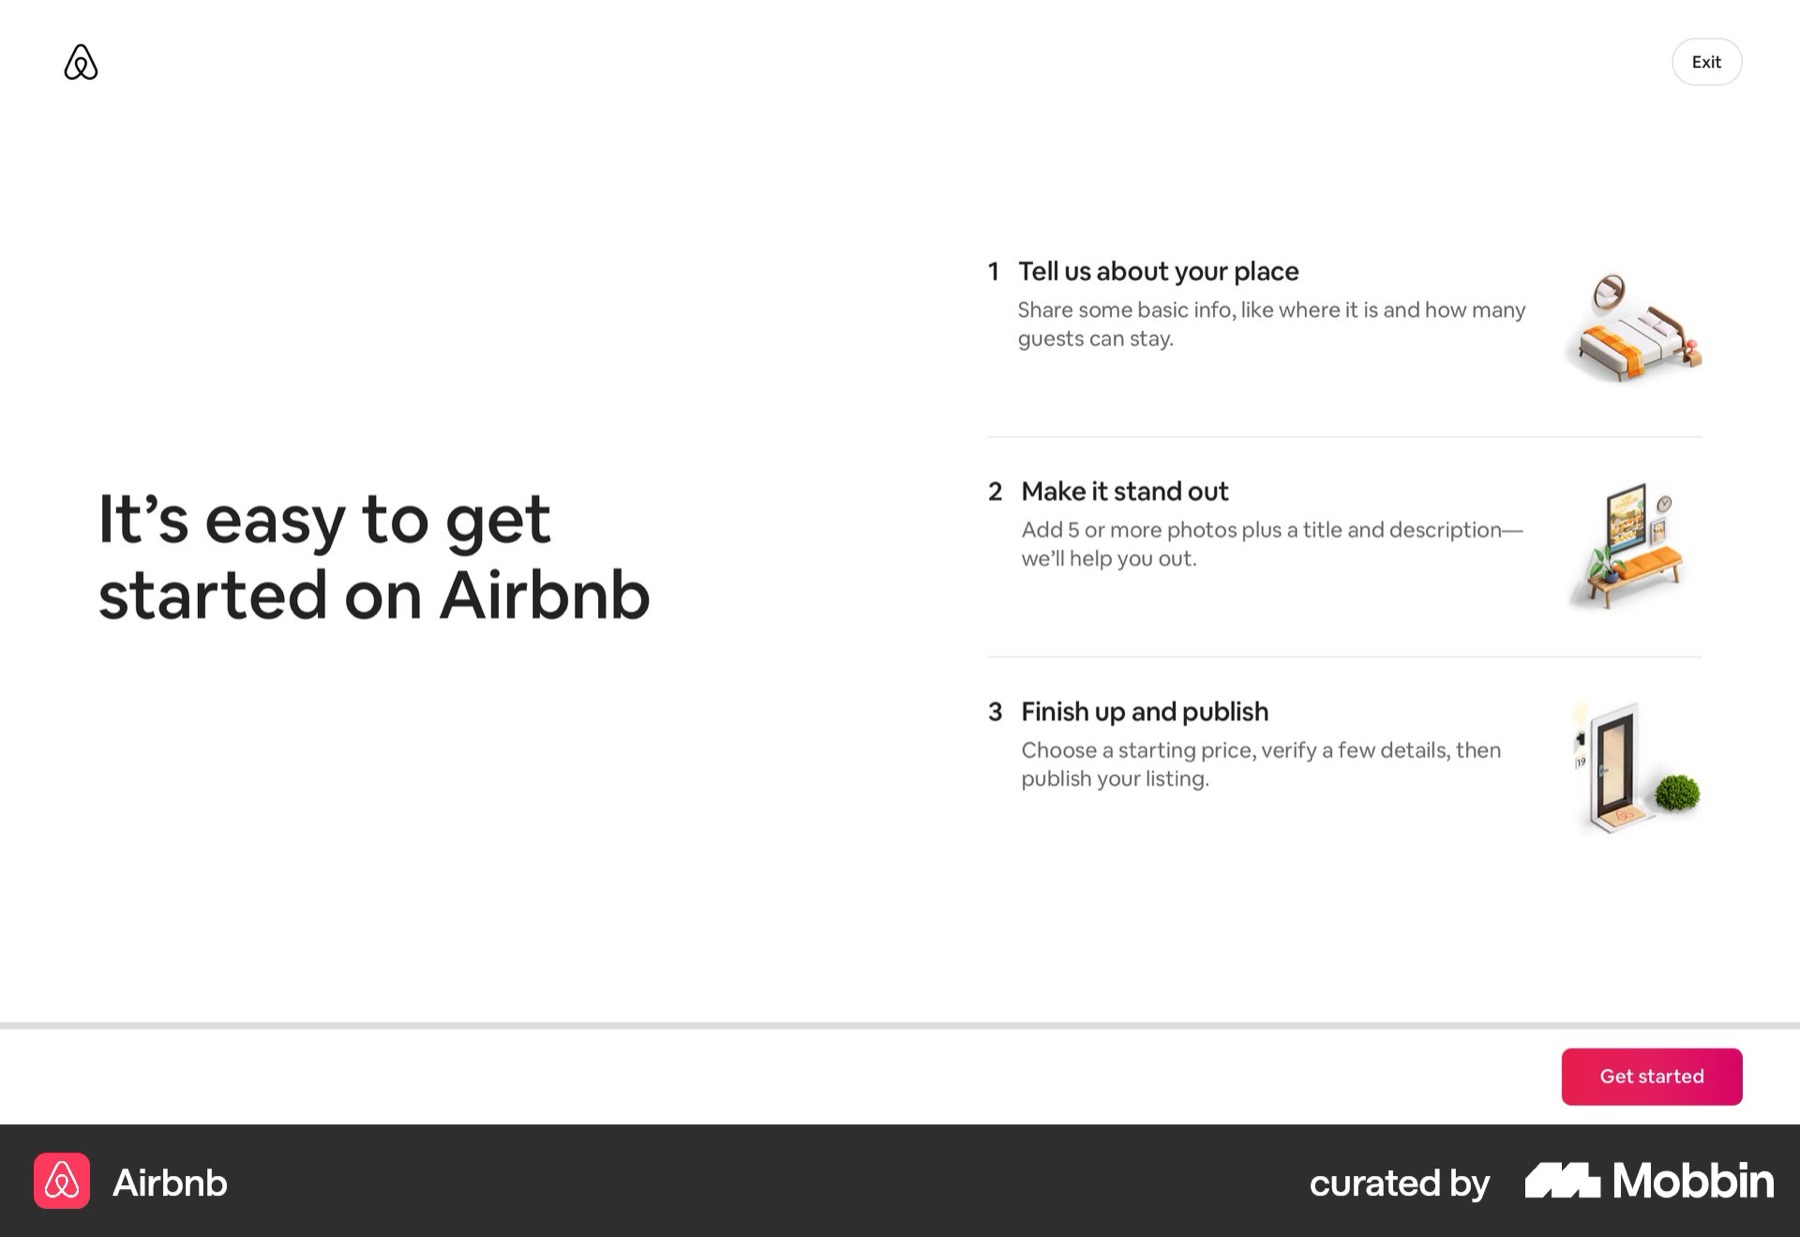 Exit
It’s easy to get
started on Airbnb
1 Tell us about your place
Share some basic info, like where it is and how many
guests can stay.
2 Make it stand out
Add 5 or more photos plus a title and description—
we’ll help you out.
3 Finish up and publish
Choose a starting price, verify a few details, then
publish your listing.
19
Get started
Airbnb
curated by Mobbin